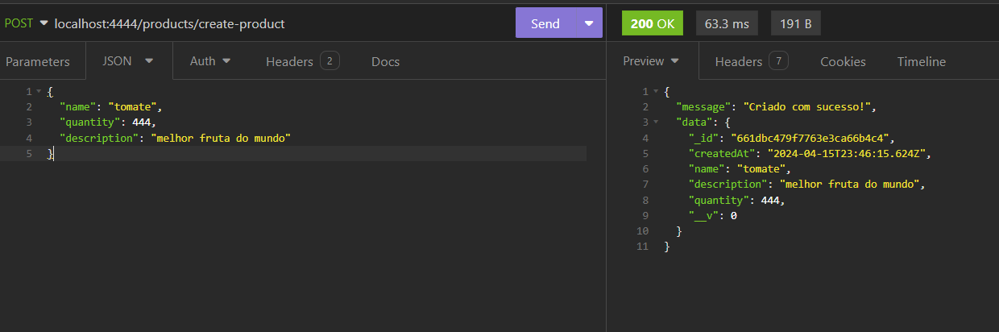 POST localhost:4444/products/create-product Send 200 OK 63.3 ms 191 B
Parameters JSON Auth Headers 2 Docs Preview Headers 7 Cookies Timeline
1 {
2 "name": "tomate",
3 "quantity": 444,
4 "description": "melhor fruta do mundo"
5 }
1 {
2 "message": "Criado com sucesso!",
3 "data": {
4 "_id": "661dbc479f7763e3ca66b4c4",
5 "createdAt": "2024-04-15T23:46:15.624Z",
6 "name": "tomate",
7 "description": "melhor fruta do mundo",
8 "quantity": 444,
9 "__v": 0
10 }
11 }